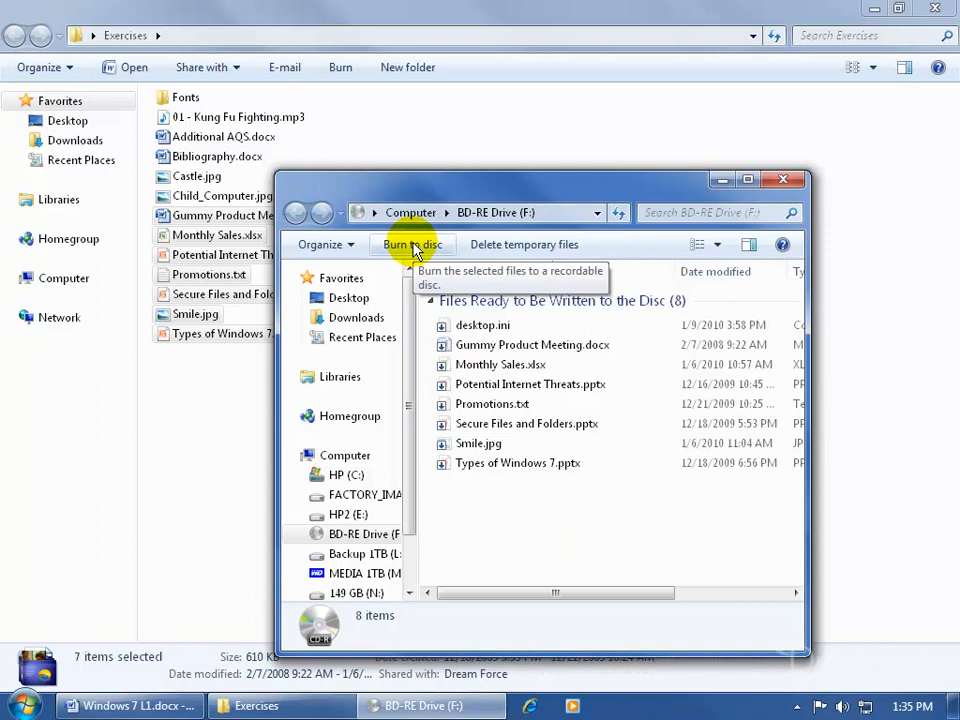 Exercises
Search Exercises
Organize Open Share with E-mail Burn New folder
Favorites
Desktop
Downloads
Recent Places
Libraries
Homegroup
Computer
Network
Fonts
01 - Kung Fu Fighting.mp3
Additional AQS.docx
Bibliography.docx
Castle.jpg
Child_Computer.jpg
Gummy Product Me
Monthly Sales.xlsx
Potential Internet Th
Promotions.txt
Secure Files and Fol
Smile.jpg
Types of Windows 7.
Computer BD-RE Drive (F:)
Search BD-RE Drive (F:)
Organize Burn to disc Delete temporary files
Burn the selected files to a recordable
disc.
Date modified Ty
Favorites
Desktop
Downloads
Recent Places
Libraries
Homegroup
Computer
HP (C:)
FACTORY_IMA
HP2 (E:)
BD-RE Drive (F
Backup 1TB (L:
MEDIA 1TB (M
149 GB (N:)
Files Ready to Be Written to the Disc (8)
desktop.ini 1/9/2010 3:58 PM Co
Gummy Product Meeting.docx 2/7/2008 9:22 AM M
Monthly Sales.xlsx 1/6/2010 10:57 AM XL
Potential Internet Threats.pptx 12/16/2009 10:45 ... PP
Promotions.txt 12/21/2009 10:25 ... Te
Secure Files and Folders.pptx 12/18/2009 5:53 PM PP
Smile.jpg 1/6/2010 11:04 AM JP
Types of Windows 7.pptx 12/18/2009 6:56 PM PP
CD-R
8 items
7 items selected Size: 610 KB
2/7/2008 9:22 AM - 1/6/... Shared with: Dream Force
Windows 7 L1.docx -... Exercises BD-RE Drive (F:) 1:35 PM